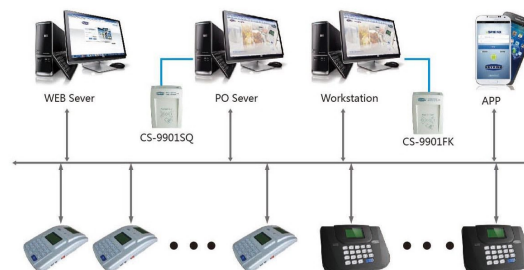 WEB Sever
PO Sever
Workstation
APP
CS-9901SQ
CS-9901FK